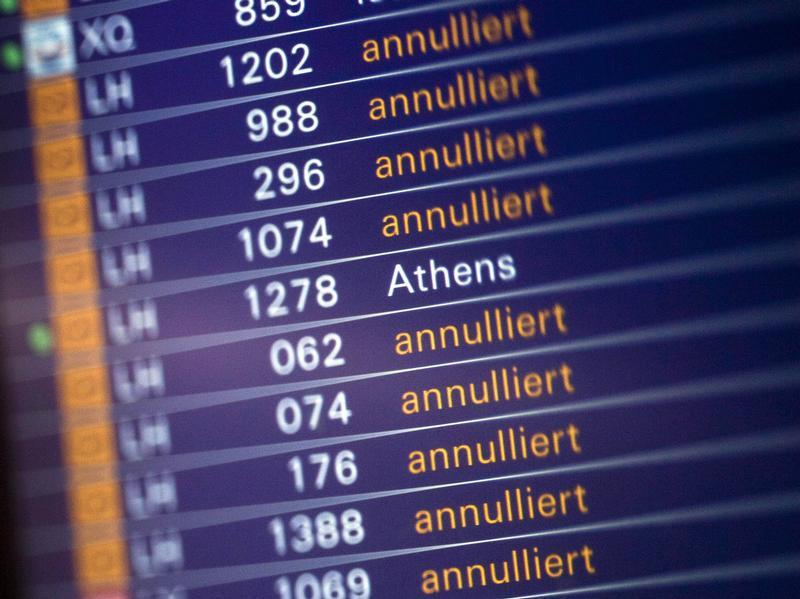 XQ 859
LH 1202 annulliert
LH 988 annulliert
LH 296 annulliert
LH 1074 annulliert
LH 1278 Athens
LH 062 annulliert
LH 074 annulliert
LH 176 annulliert
LH 1388 annulliert
1069 annulliert